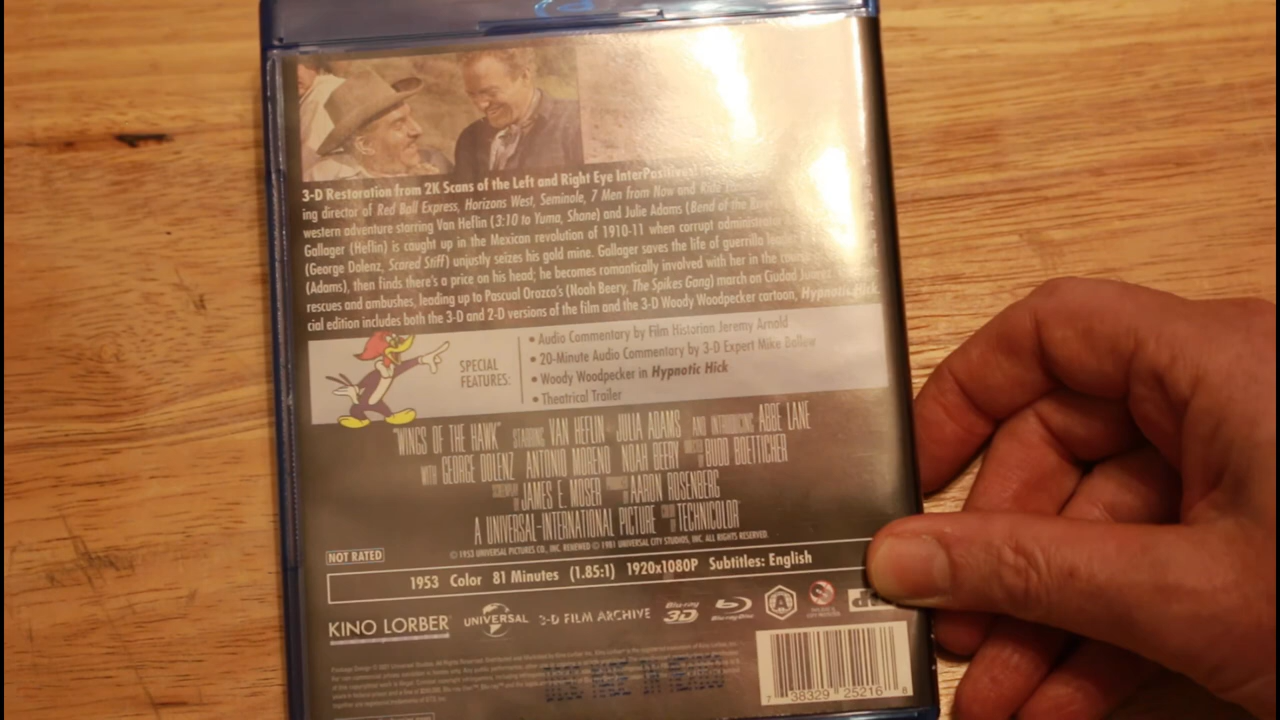 3-D Restoration from 2K Scans of the Left and Right Eye InterPositives!
ing director of Red Ball Express, Horizons West, Seminole, 7 Men from Now and Ride
western adventure starring Van Heflin (3:10 to Yuma, Shane) and Julie Adams (Bend of the River
Gallager (Heflin) is caught up in the Mexican revolution of 1910-11 when corrupt administrator
(George Dolenz, Scared Stiff) unjustly seizes his gold mine. Gallager saves the life of guerrilla
(Adams), then finds there's a price on his head; he becomes romantically involved with her in the
rescues and ambushes, leading up to Pascual Orozco's (Noah Beery, The Spikes Gang) march on Ciudad Juarez
cial edition includes both the 3-D and 2-D versions of the film and the 3-D Woody Woodpecker cartoon, Hypnotic Hick.
SPECIAL FEATURES:
• Audio Commentary by Film Historian Jeremy Arnold
• 20-Minute Audio Commentary by 3-D Expert Mike Ballew
• Woody Woodpecker in Hypnotic Hick
• Theatrical Trailer
"WINGS OF THE HAWK" STARRING VAN HEFLIN JULIA ADAMS AND INTRODUCING ABBE LANE
WITH GEORGE DOLENZ ANTONIO MORENO NOAH BEERY DIRECTED BY BUDD BOETTICHER
SCREENPLAY BY JAMES E. MOSER PRODUCED BY AARON ROSENBERG
A UNIVERSAL-INTERNATIONAL PICTURE COLOR BY TECHNICOLOR
© 1953 UNIVERSAL PICTURES CO., INC. RENEWED © 1981 UNIVERSAL CITY STUDIOS, INC. ALL RIGHTS RESERVED.
NOT RATED
1953 Color 81 Minutes (1.85:1) 1920x1080P Subtitles: English
KINO LORBER UNIVERSAL 3-D FILM ARCHIVE Blu-ray 3D Blu-ray Disc A
7 38329 25216 8